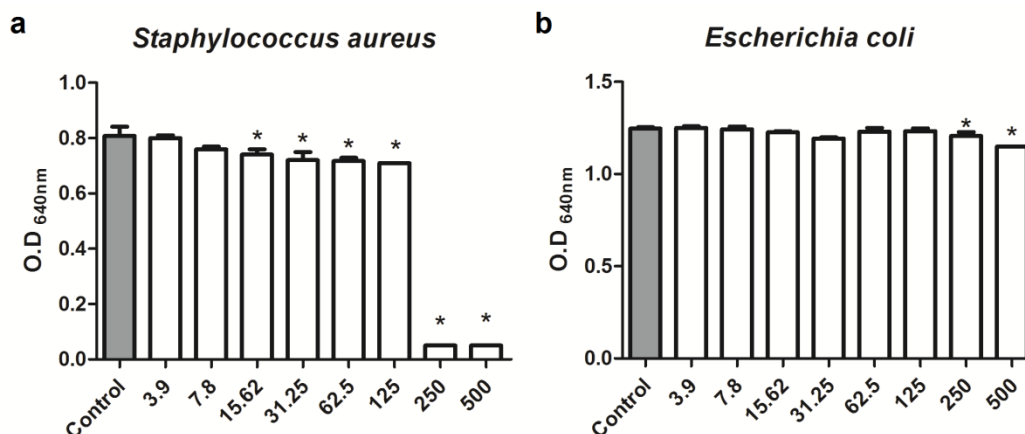 a
Staphylococcus aureus
O.D 640nm
1.0
0.8
0.6
0.4
0.2
0.0
* * * * * *
Control 3.9 7.8 15.62 31.25 62.5 125 250 500
b
Escherichia coli
O.D 640nm
1.5
1.0
0.5
0.0
* *
Control 3.9 7.8 15.62 31.25 62.5 125 250 500